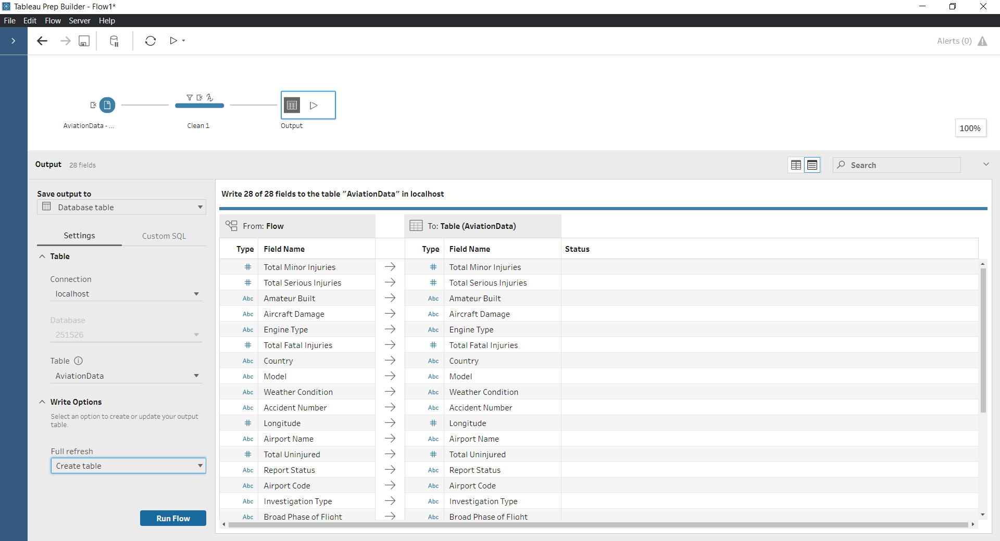 Tableau Prep Builder - Flow1*
File Edit Flow Server Help
Alerts (0)
AviationData - ...
Clean 1
Output
100%
Output 28 fields
Search
Save output to
Database table
Settings Custom SQL
Table
Connection
localhost
Database
251526
Table
AviationData
Write Options
Select an option to create or update your output
table.
Full refresh
Create table
Run Flow
Write 28 of 28 fields to the table "AviationData" in localhost
From: Flow To: Table (AviationData)
Type Field Name Type Field Name Status
# Total Minor Injuries # Total Minor Injuries
# Total Serious Injuries # Total Serious Injuries
Abc Amateur Built Abc Amateur Built
Abc Aircraft Damage Abc Aircraft Damage
Abc Engine Type Abc Engine Type
# Total Fatal Injuries # Total Fatal Injuries
Abc Country Abc Country
Abc Model Abc Model
Abc Weather Condition Abc Weather Condition
Abc Accident Number Abc Accident Number
# Longitude # Longitude
Abc Airport Name Abc Airport Name
# Total Uninjured # Total Uninjured
Abc Report Status Abc Report Status
Abc Airport Code Abc Airport Code
Abc Investigation Type Abc Investigation Type
Abc Broad Phase of Flight Abc Broad Phase of Flight